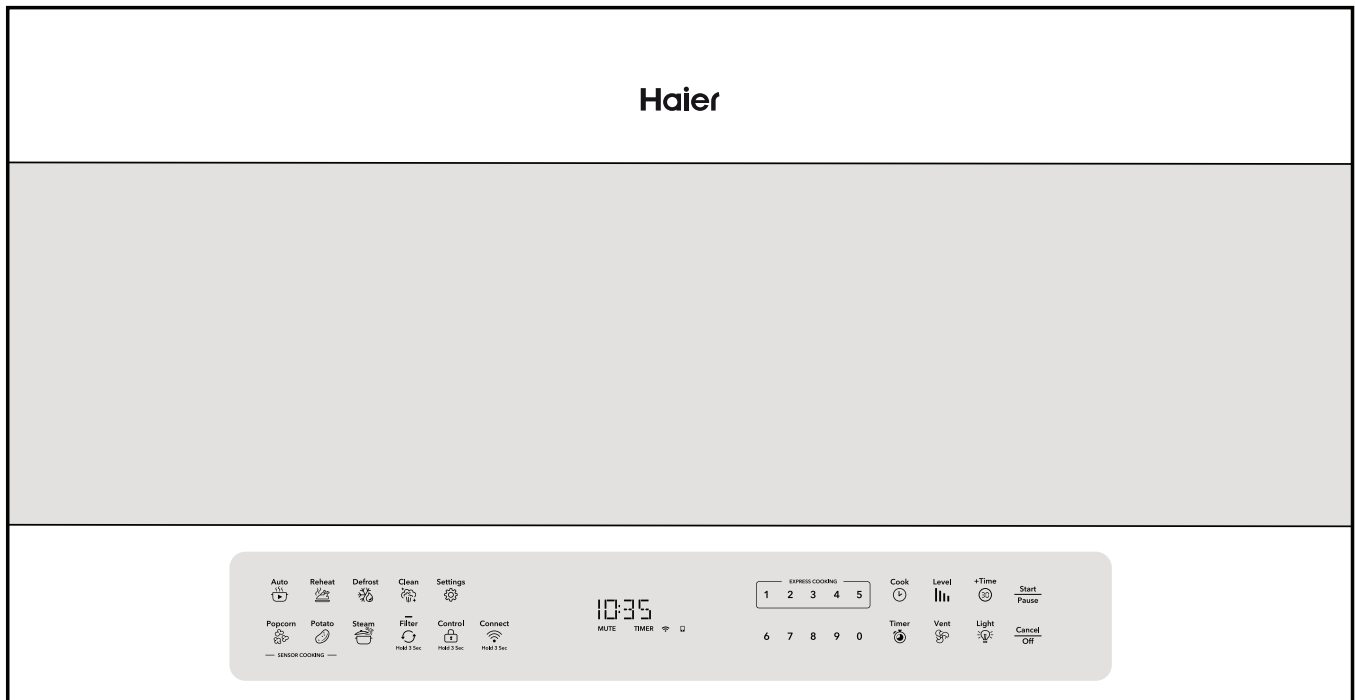 Haier
Auto Reheat Defrost Clean Settings
Popcorn Potato Steam Filter Control Connect
Hold 3 Sec Hold 3 Sec Hold 3 Sec
SENSOR COOKING
10:35
MUTE TIMER
EXPRESS COOKING
1 2 3 4 5
6 7 8 9 0
Cook Level +Time
30
Timer Vent Light
Start
Pause
Cancel
Off